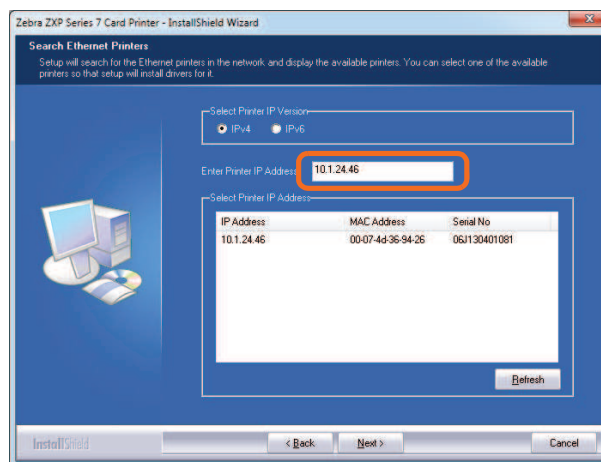 Zebra ZXP Series 7 Card Printer - InstallShield Wizard
Search Ethernet Printers
Setup will search for the Ethernet printers in the network and display the available printers. You can select one of the available
printers so that setup will install drivers for it.
Select Printer IP Version
IPv4 IPv6
Enter Printer IP Address 10.1.24.46
Select Printer IP Address
IP Address MAC Address Serial No
10.1.24.46 00-07-4d-36-94-26 06J130401081
Refresh
InstallShield < Back Next > Cancel